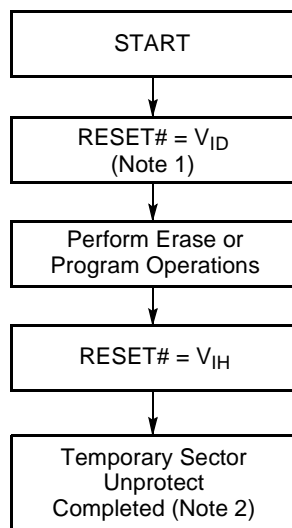 START
RESET# = VID
(Note 1)
Perform Erase or
Program Operations
RESET# = VIH
Temporary Sector
Unprotect
Completed (Note 2)